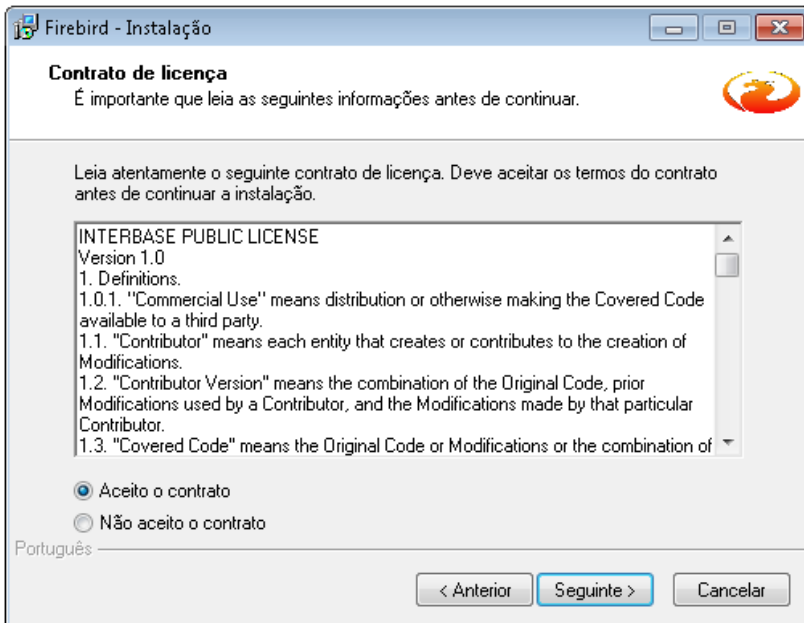 Firebird - Instalação
Contrato de licença
É importante que leia as seguintes informações antes de continuar.
Leia atentamente o seguinte contrato de licença. Deve aceitar os termos do contrato
antes de continuar a instalação.
INTERBASE PUBLIC LICENSE
Version 1.0
1. Definitions.
1.0.1. "Commercial Use" means distribution or otherwise making the Covered Code
available to a third party.
1.1. "Contributor" means each entity that creates or contributes to the creation of
Modifications.
1.2. "Contributor Version" means the combination of the Original Code, prior
Modifications used by a Contributor, and the Modifications made by that particular
Contributor.
1.3. "Covered Code" means the Original Code or Modifications or the combination of
Aceito o contrato
Não aceito o contrato
Português
< Anterior Seguinte > Cancelar